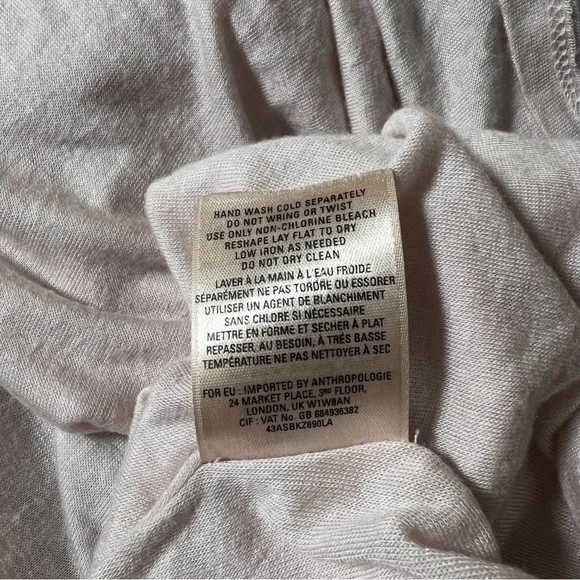 HAND WASH COLD SEPARATELY
DO NOT WRING OR TWIST
USE ONLY NON-CHLORINE BLEACH
RESHAPE LAY FLAT TO DRY
LOW IRON AS NEEDED
DO NOT DRY CLEAN
LAVER À LA MAIN À L'EAU FROIDE
SÉPARÉMENT NE PAS TORDRE OU ESSORER
UTILISER UN AGENT DE BLANCHIMENT
SANS CHLORE SI NÉCESSAIRE
METTRE EN FORME ET SECHER À PLAT
REPASSER, AU BESOIN, À TRÉS BASSE
TEMPÉRATURE NE PAS NETTOYER À SEC
FOR EU : IMPORTED BY ANTHROPOLOGIE
24 MARKET PLACE, 3RD FLOOR,
LONDON, UK W1W8AN
CIF : VAT No. GB 684936382
43ASBKZ690LA